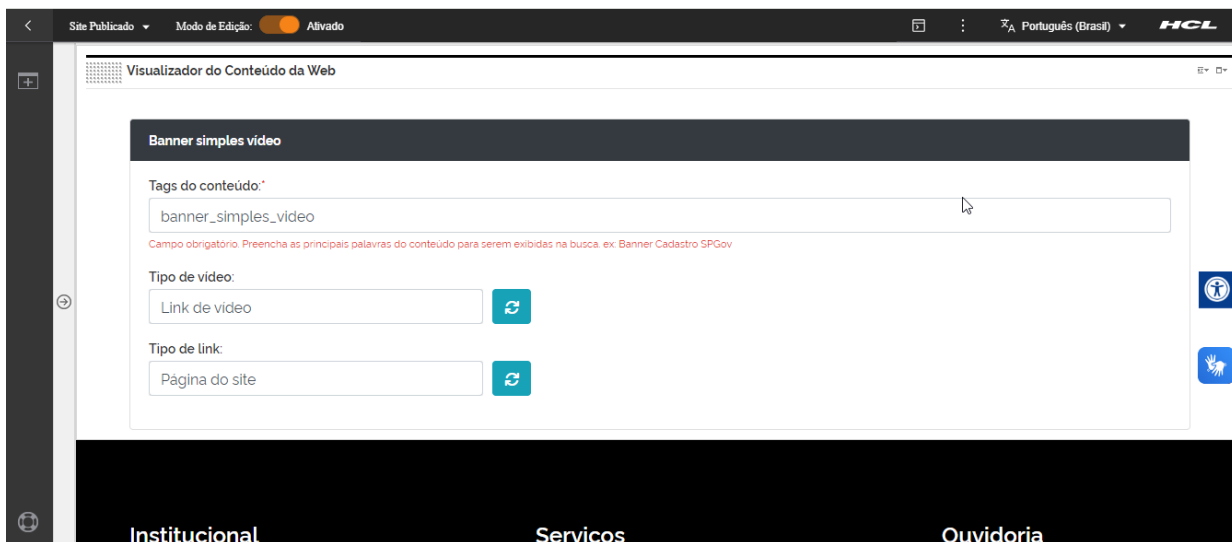 Site Publicado Modo de Edição: Ativado Português (Brasil) HCL
Visualizador do Conteúdo da Web
Banner simples vídeo
Tags do conteúdo:*
banner_simples_video
Campo obrigatório. Preencha as principais palavras do conteúdo para serem exibidas na busca. ex: Banner Cadastro SPGov
Tipo de vídeo:
Link de vídeo
Tipo de link:
Página do site
Institucional Serviços Ouvidoria